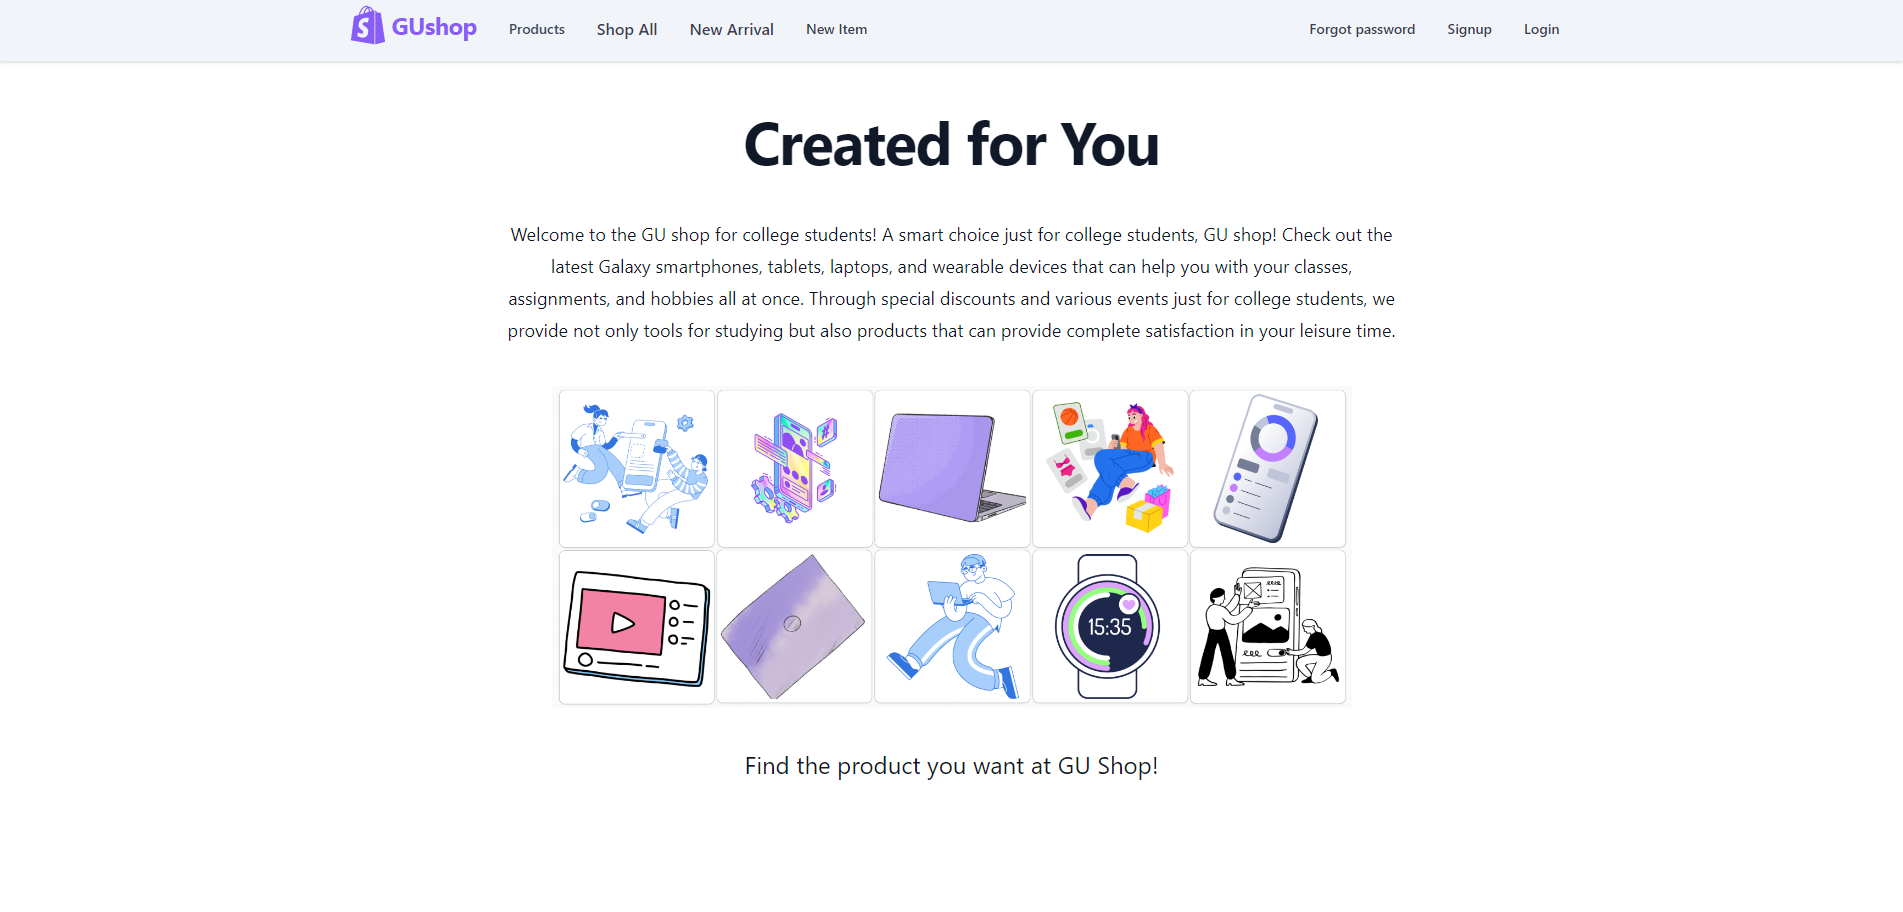 GUshop Products Shop All New Arrival New Item Forgot password Signup Login
Created for You
Welcome to the GU shop for college students! A smart choice just for college students, GU shop! Check out the
latest Galaxy smartphones, tablets, laptops, and wearable devices that can help you with your classes,
assignments, and hobbies all at once. Through special discounts and various events just for college students, we
provide not only tools for studying but also products that can provide complete satisfaction in your leisure time.
#
15:35
Find the product you want at GU Shop!